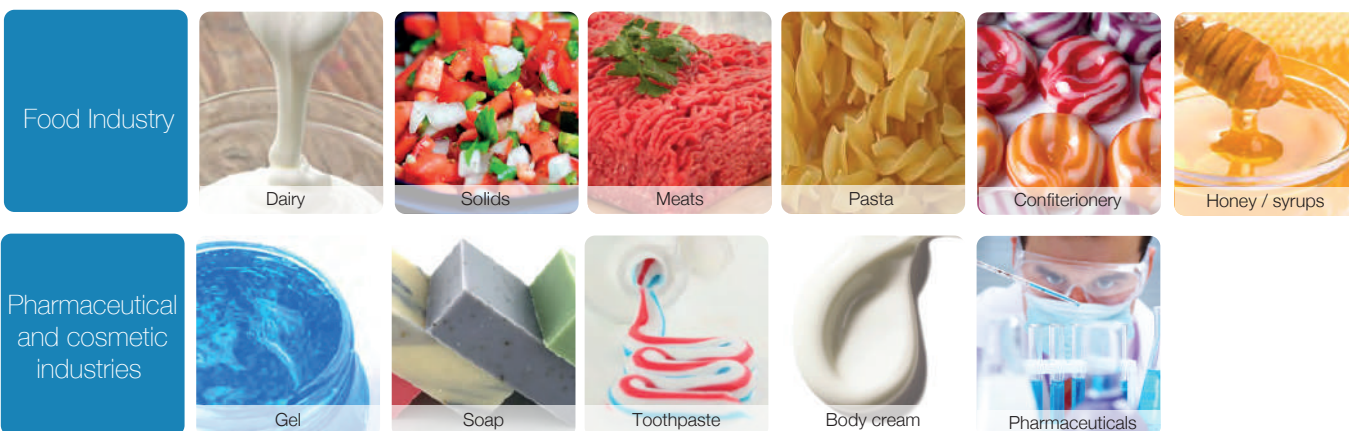 Food Industry
Dairy
Solids
Meats
Pasta
Confiterionery
Honey / syrups
Pharmaceutical
and cosmetic
industries
Gel
Soap
Toothpaste
Body cream
Pharmaceuticals